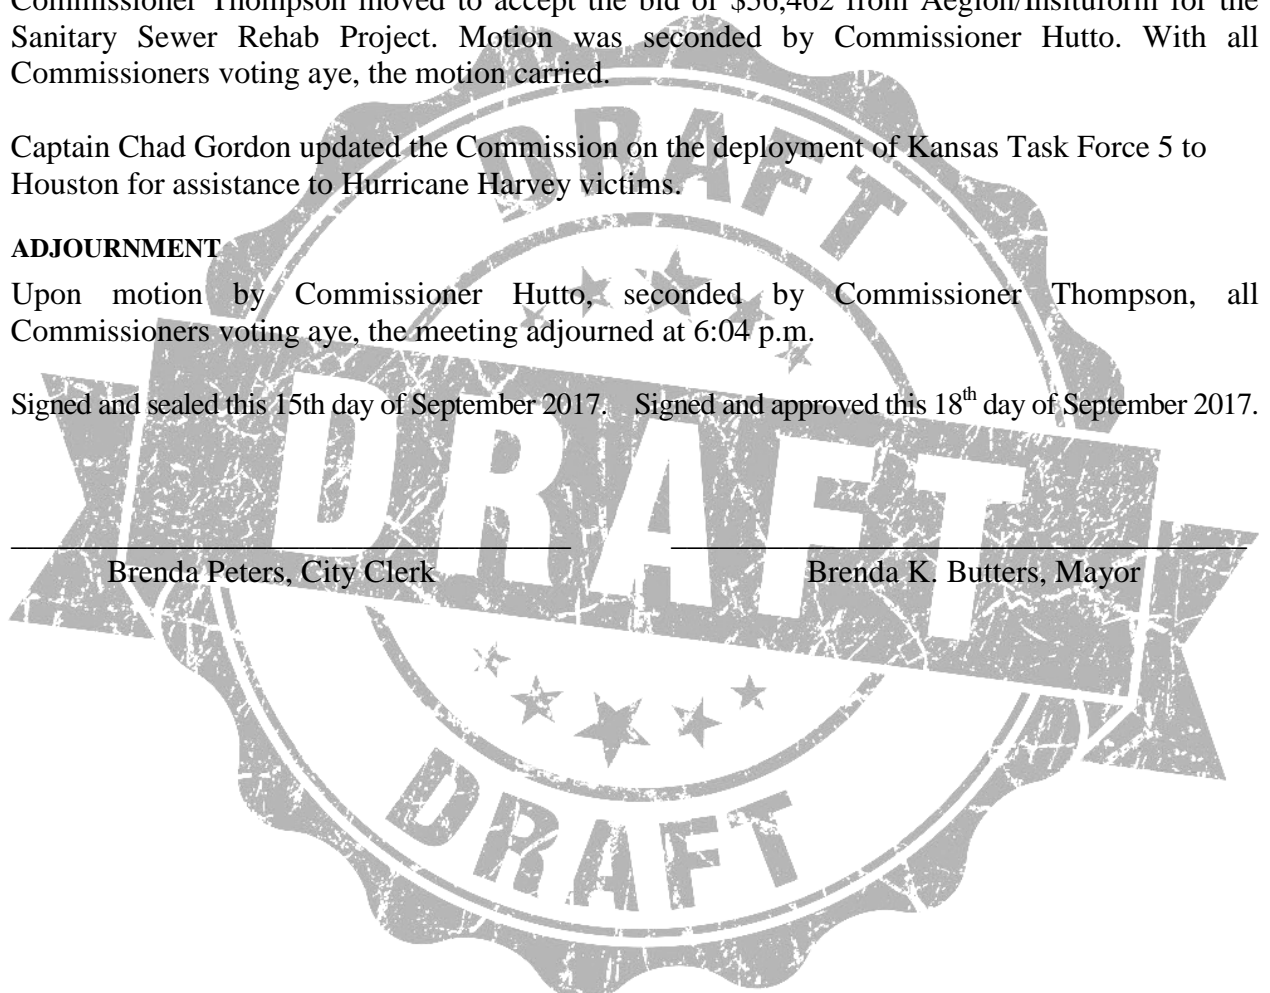 Commissioner Thompson moved to accept the bid of $56,462 from Aegion/Insituform for the
Sanitary Sewer Rehab Project. Motion was seconded by Commissioner Hutto. With all
Commissioners voting aye, the motion carried.
Captain Chad Gordon updated the Commission on the deployment of Kansas Task Force 5 to
Houston for assistance to Hurricane Harvey victims.
ADJOURNMENT
Upon motion by Commissioner Hutto, seconded by Commissioner Thompson, all
Commissioners voting aye, the meeting adjourned at 6:04 p.m.
Signed and sealed this 15th day of September 2017. Signed and approved this 18th day of September 2017.
Brenda Peters, City Clerk Brenda K. Butters, Mayor
DRAFT
DRAFT
DRAFT